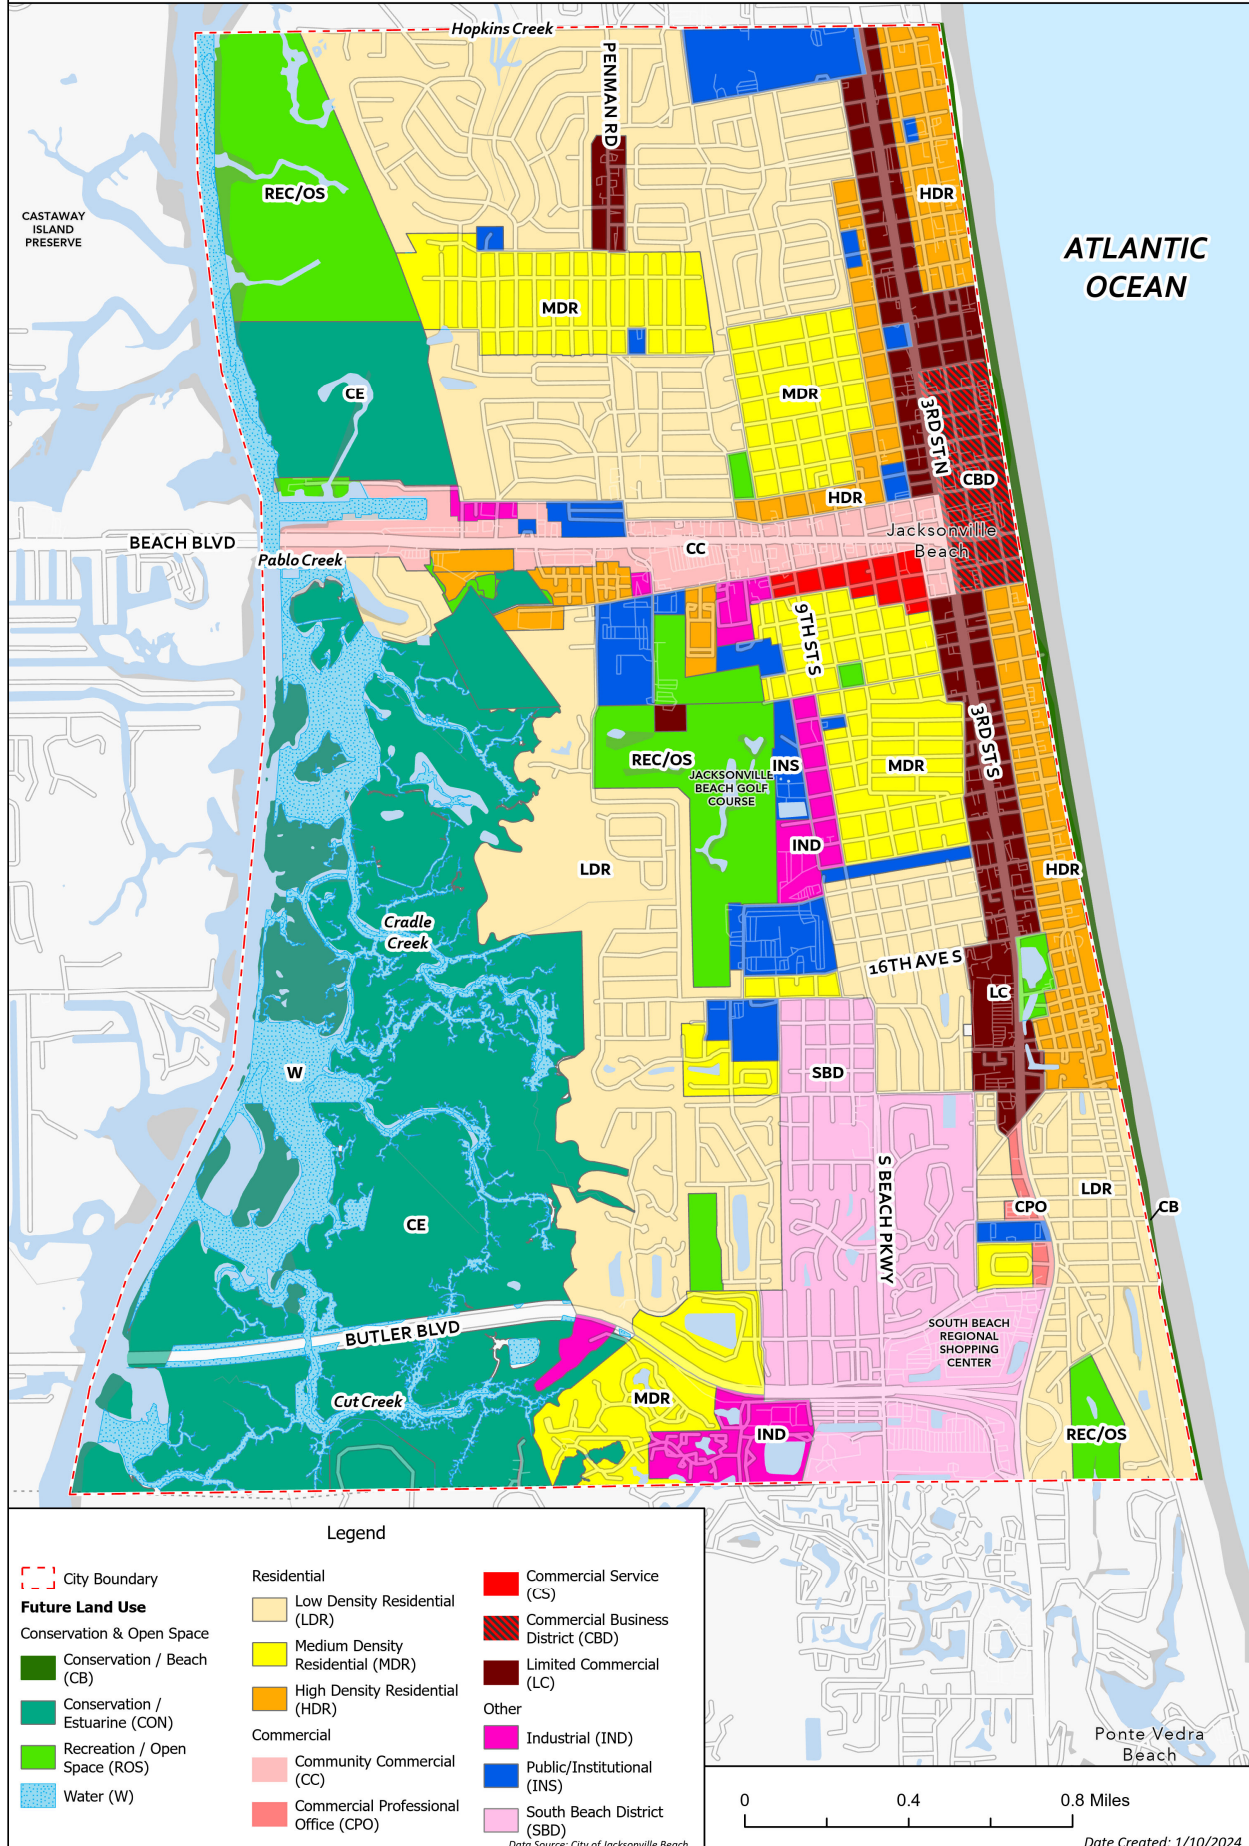 Hopkins Creek
PENMAN RD
REC/OS
HDR
CASTAWAY
ISLAND
PRESERVE
ATLANTIC
OCEAN
MDR
CE
MDR
3RD ST N
CBD
HDR
Jacksonville
Beach
BEACH BLVD
CC
Pablo Creek
9TH ST S
3RD ST S
REC/OS
INS
MDR
JACKSONVILLE
BEACH GOLF
COURSE
IND
LDR
HDR
Cradle
Creek
16TH AVE S
LC
W
SBD
S BEACH PKWY
LDR
CPO
CB
CE
BUTLER BLVD
SOUTH BEACH
REGIONAL
SHOPPING
CENTER
Cut Creek
MDR
IND
REC/OS
Ponte Vedra
Beach
Legend
City Boundary
Future Land Use
Conservation & Open Space
Conservation / Beach
(CB)
Conservation /
Estuarine (CON)
Recreation / Open
Space (ROS)
Water (W)
Residential
Low Density Residential
(LDR)
Medium Density
Residential (MDR)
High Density Residential
(HDR)
Commercial
Community Commercial
(CC)
Commercial Professional
Office (CPO)
Commercial Service
(CS)
Commercial Business
District (CBD)
Limited Commercial
(LC)
Other
Industrial (IND)
Public/Institutional
(INS)
South Beach District
(SBD)
Data Source: City of Jacksonville Beach
0 0.4 0.8 Miles
Date Created: 1/10/2024